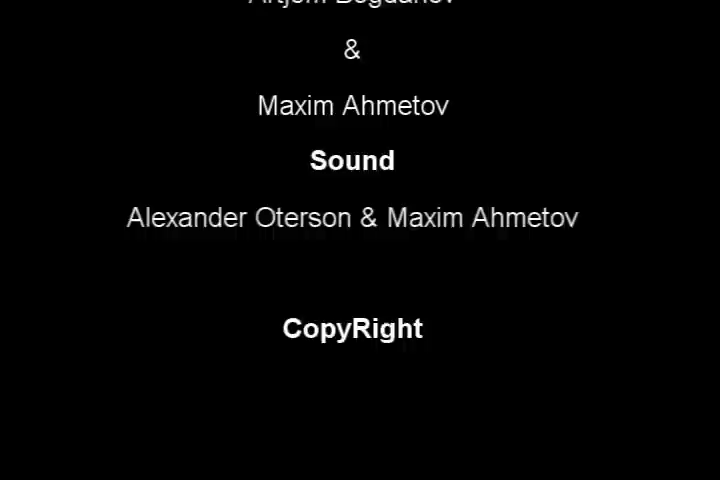 &
Maxim Ahmetov
Sound
Alexander Oterson & Maxim Ahmetov
CopyRight